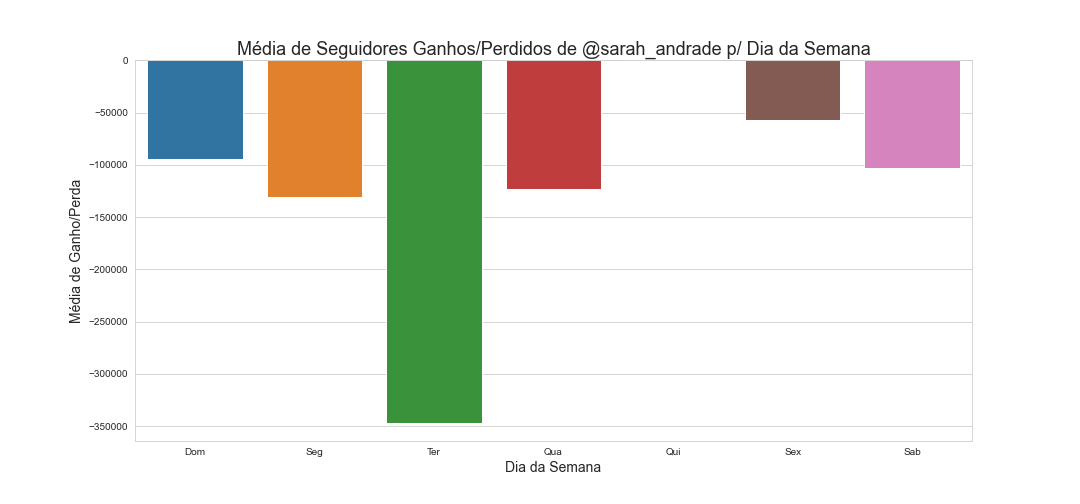 Média de Seguidores Ganhos/Perdidos de @sarah_andrade p/ Dia da Semana
Média de Ganho/Perda
0
−50000
−100000
−150000
−200000
−250000
−300000
−350000
Dom Seg Ter Qua Qui Sex Sab
Dia da Semana